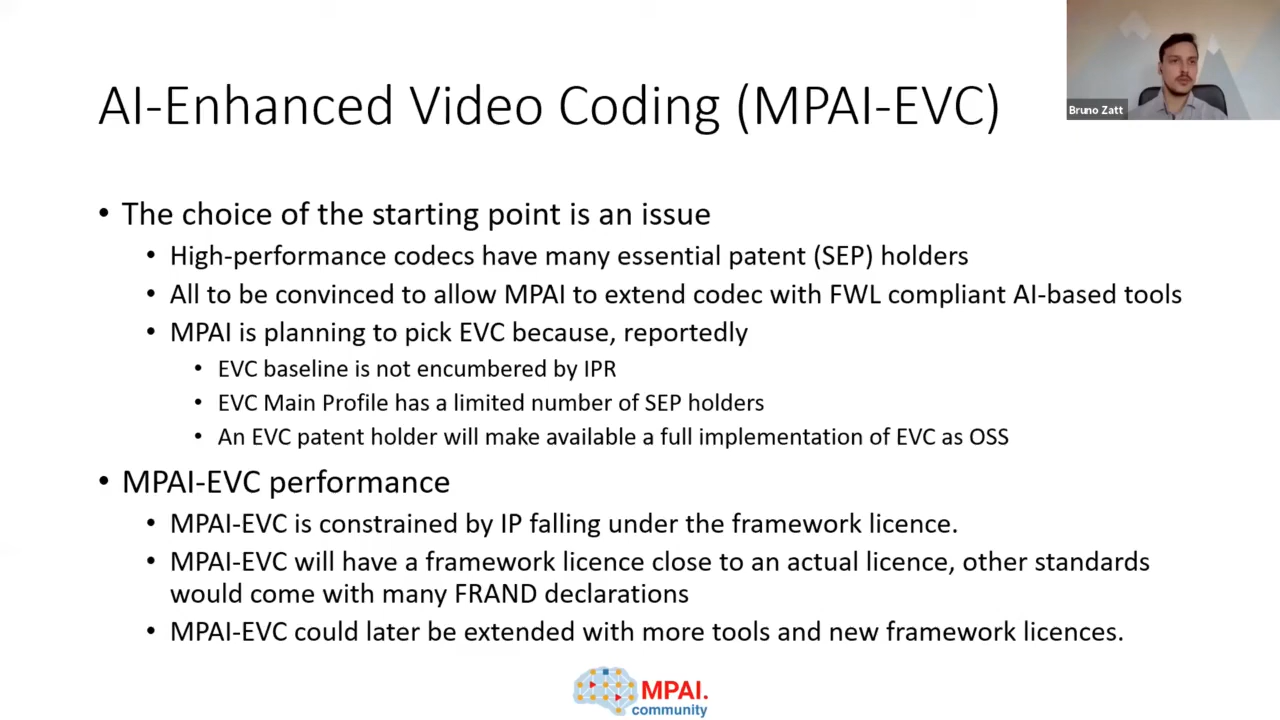 AI-Enhanced Video Coding (MPAI-EVC)
Bruno Zatt
• The choice of the starting point is an issue
• High-performance codecs have many essential patent (SEP) holders
• All to be convinced to allow MPAI to extend codec with FWL compliant AI-based tools
• MPAI is planning to pick EVC because, reportedly
• EVC baseline is not encumbered by IPR
• EVC Main Profile has a limited number of SEP holders
• An EVC patent holder will make available a full implementation of EVC as OSS
• MPAI-EVC performance
• MPAI-EVC is constrained by IP falling under the framework licence.
• MPAI-EVC will have a framework licence close to an actual licence, other standards
would come with many FRAND declarations
• MPAI-EVC could later be extended with more tools and new framework licences.
MPAI.
community